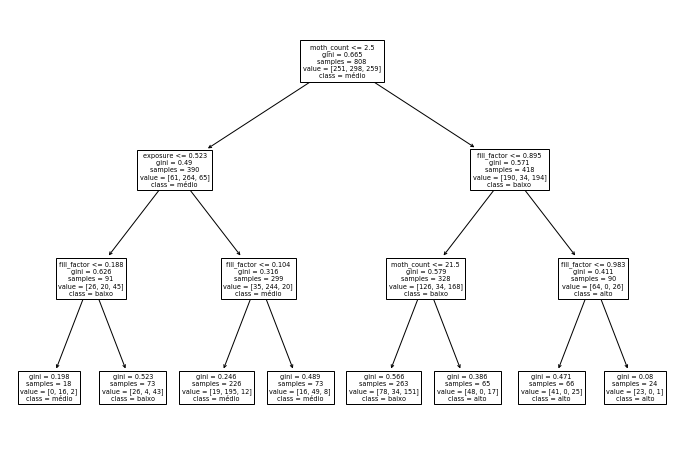 moth_count <= 2.5
gini = 0.665
samples = 808
value = [251, 298, 259]
class = médio
exposure <= 0.523
gini = 0.49
samples = 390
value = [61, 264, 65]
class = médio
fill_factor <= 0.895
gini = 0.571
samples = 418
value = [190, 34, 194]
class = baixo
fill_factor <= 0.188
gini = 0.626
samples = 91
value = [26, 20, 45]
class = baixo
fill_factor <= 0.104
gini = 0.316
samples = 299
value = [35, 244, 20]
class = médio
moth_count <= 21.5
gini = 0.579
samples = 328
value = [126, 34, 168]
class = baixo
fill_factor <= 0.983
gini = 0.411
samples = 90
value = [64, 0, 26]
class = alto
gini = 0.198
samples = 18
value = [0, 16, 2]
class = médio
gini = 0.523
samples = 73
value = [26, 4, 43]
class = baixo
gini = 0.246
samples = 226
value = [19, 195, 12]
class = médio
gini = 0.489
samples = 73
value = [16, 49, 8]
class = médio
gini = 0.566
samples = 263
value = [78, 34, 151]
class = baixo
gini = 0.386
samples = 65
value = [48, 0, 17]
class = alto
gini = 0.471
samples = 66
value = [41, 0, 25]
class = alto
gini = 0.08
samples = 24
value = [23, 0, 1]
class = alto